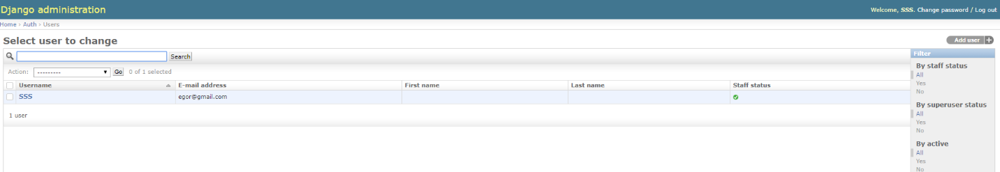 Django administration
Welcome, SSS. Change password / Log out
Home › Auth › Users
Select user to change
Add user +
Search
Action: --------- Go 0 of 1 selected
Username E-mail address First name Last name Staff status
SSS egor@gmail.com
1 user
Filter
By staff status
All
Yes
No
By superuser status
All
Yes
No
By active
All
Yes
No